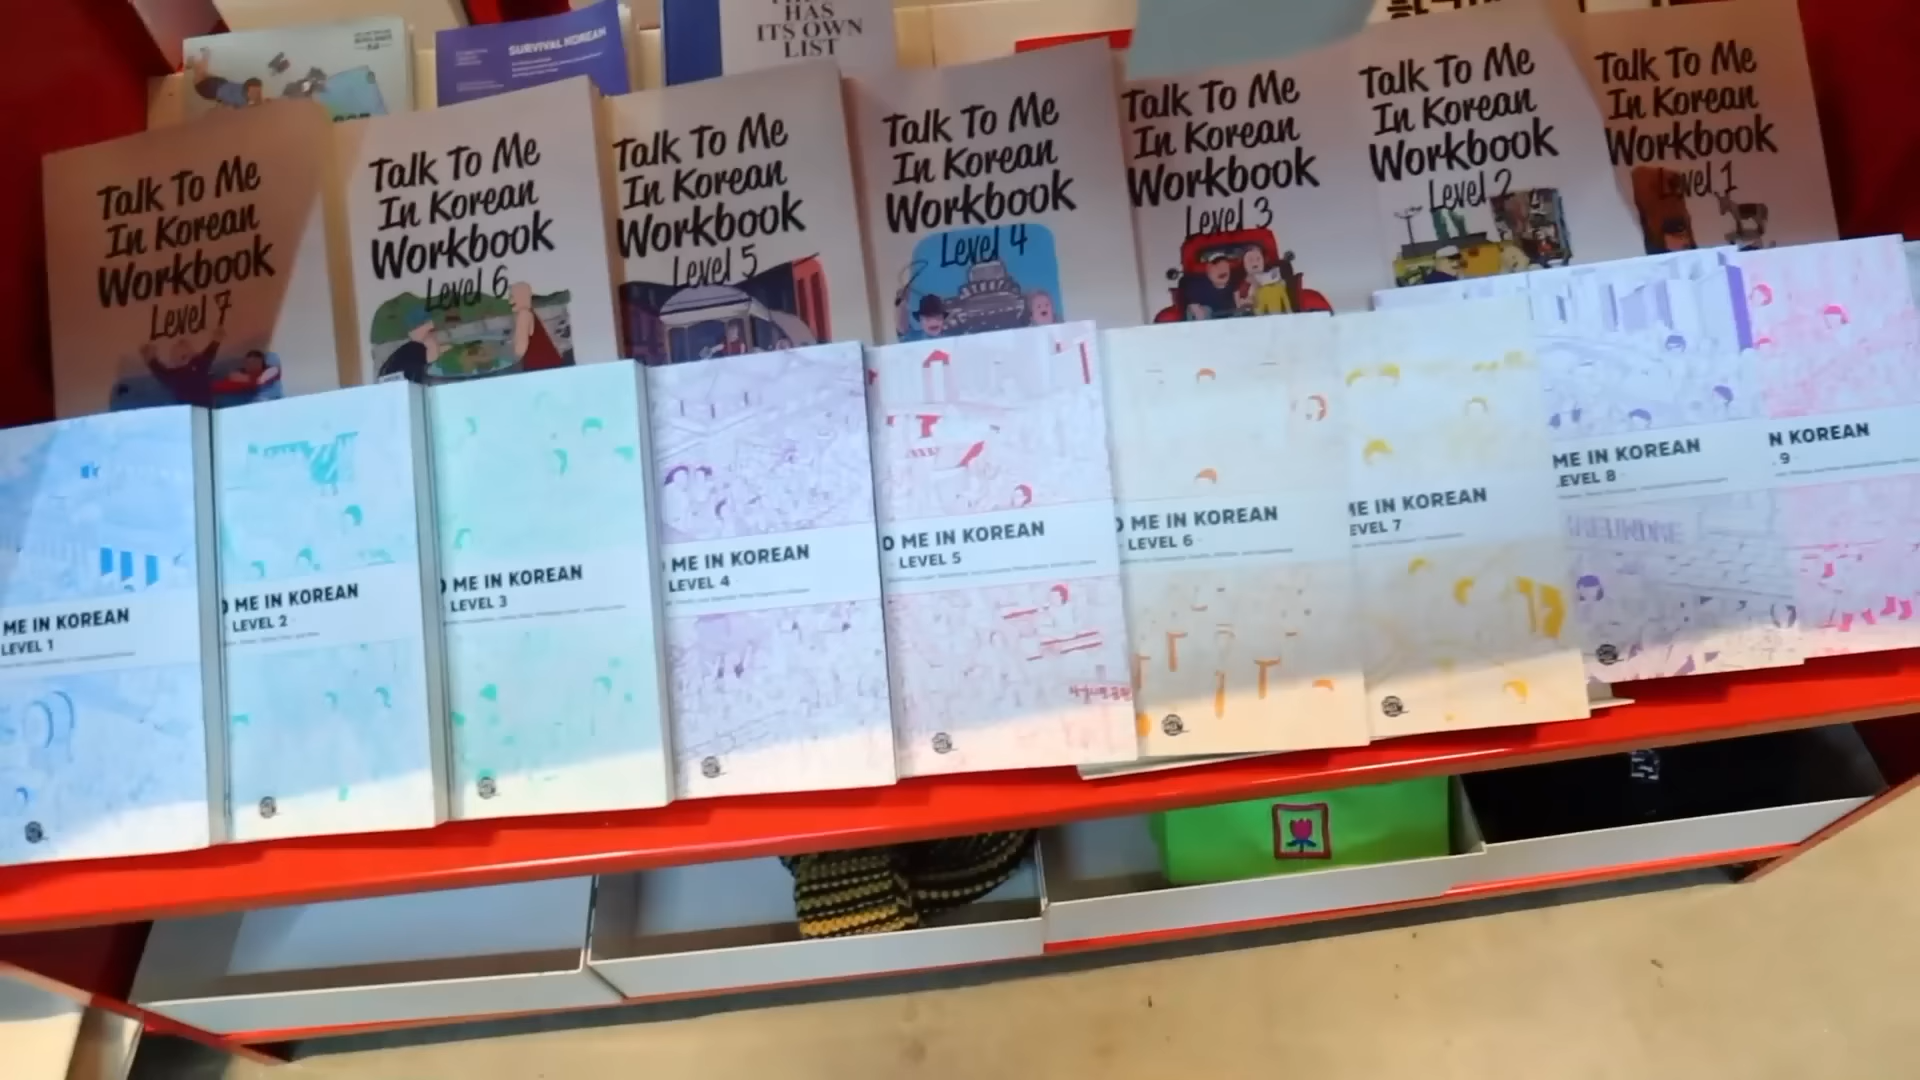 SURVIVAL KOREAN
HAS
ITS OWN
LIST
Talk To Me
In Korean
Workbook
Level 7
Talk To Me
In Korean
Workbook
Level 6
Talk To Me
In Korean
Workbook
Level 5
Talk To Me
In Korean
Workbook
Level 4
Talk To Me
In Korean
Workbook
Level 3
Talk To Me
In Korean
Workbook
Level 2
Talk To Me
In Korean
Workbook
Level 1
ME IN KOREAN
LEVEL 1
O ME IN KOREAN
LEVEL 2
O ME IN KOREAN
LEVEL 3
ME IN KOREAN
LEVEL 4
O ME IN KOREAN
LEVEL 5
O ME IN KOREAN
LEVEL 6
ME IN KOREAN
EVEL 7
ME IN KOREAN
EVEL 8
N KOREAN
9